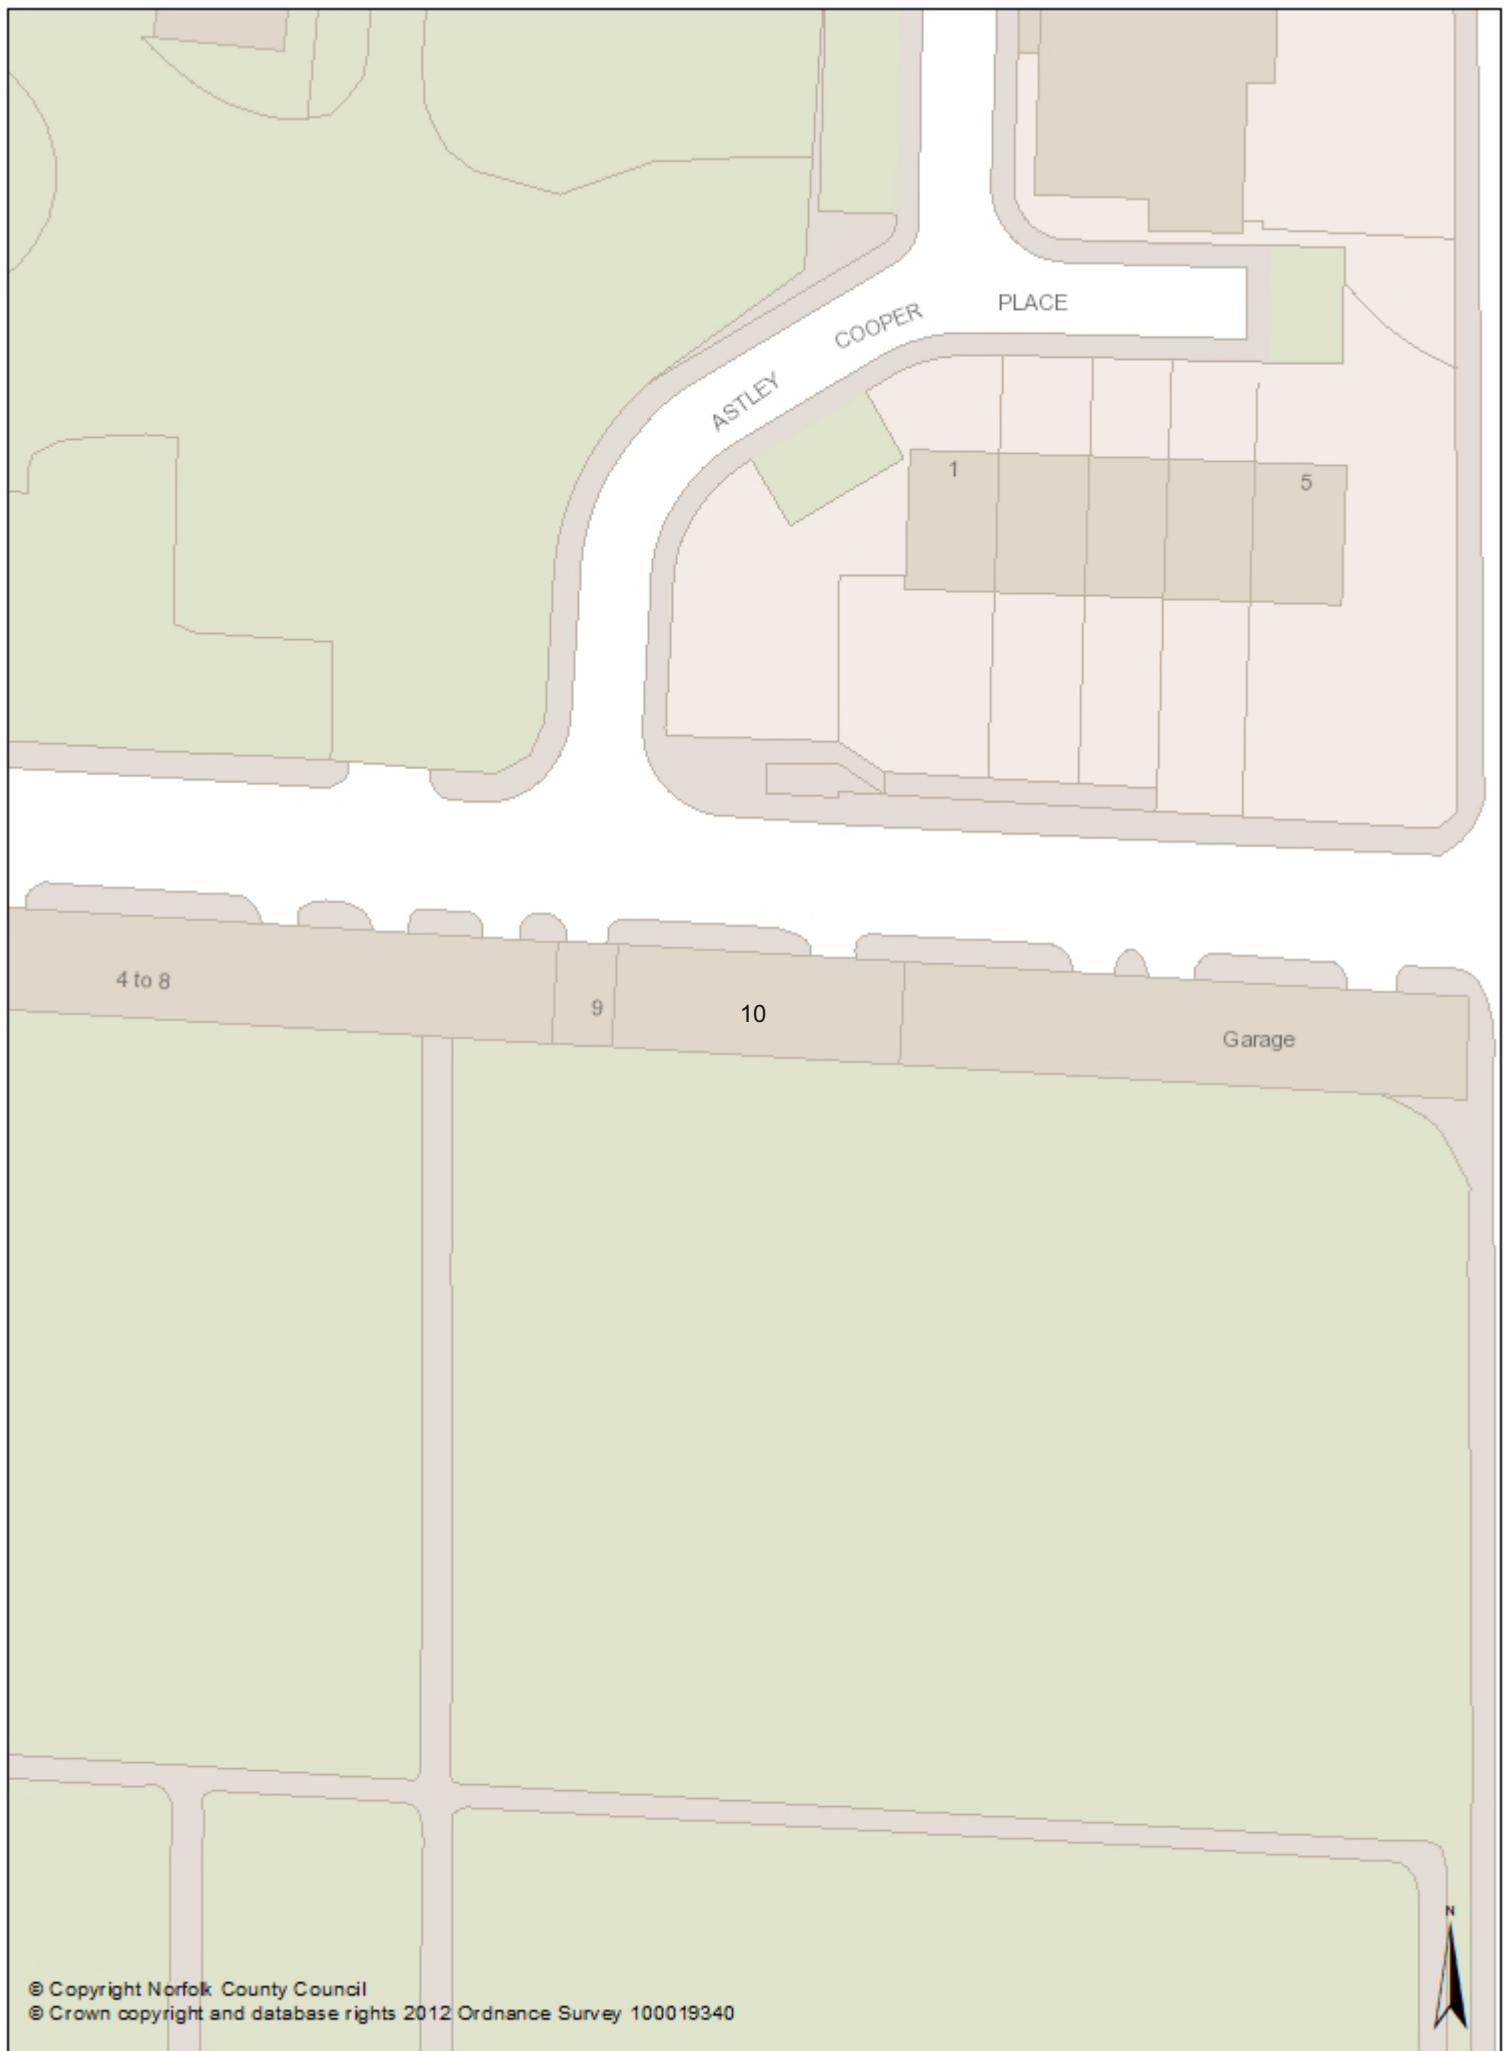 PLACE
COOPER
ASTLEY
1
5
4 to 8
9
10
Garage
N
© Copyright Norfolk County Council
© Crown copyright and database rights 2012 Ordnance Survey 100019340